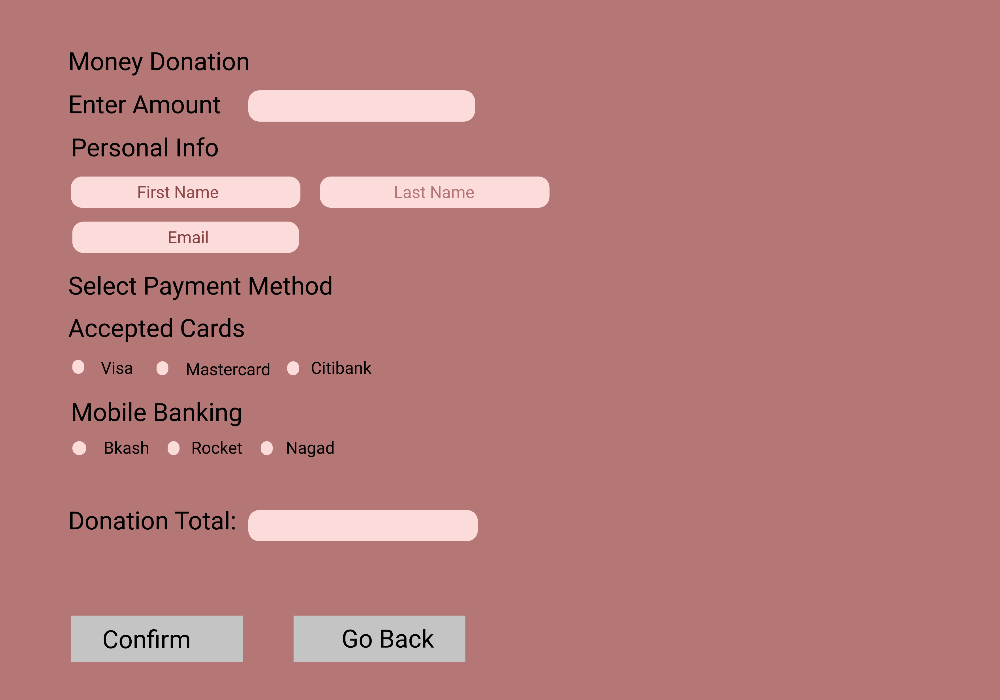 Money Donation
Enter Amount
Personal Info
First Name Last Name
Email
Select Payment Method
Accepted Cards
Visa Mastercard Citibank
Mobile Banking
Bkash Rocket Nagad
Donation Total:
Confirm Go Back